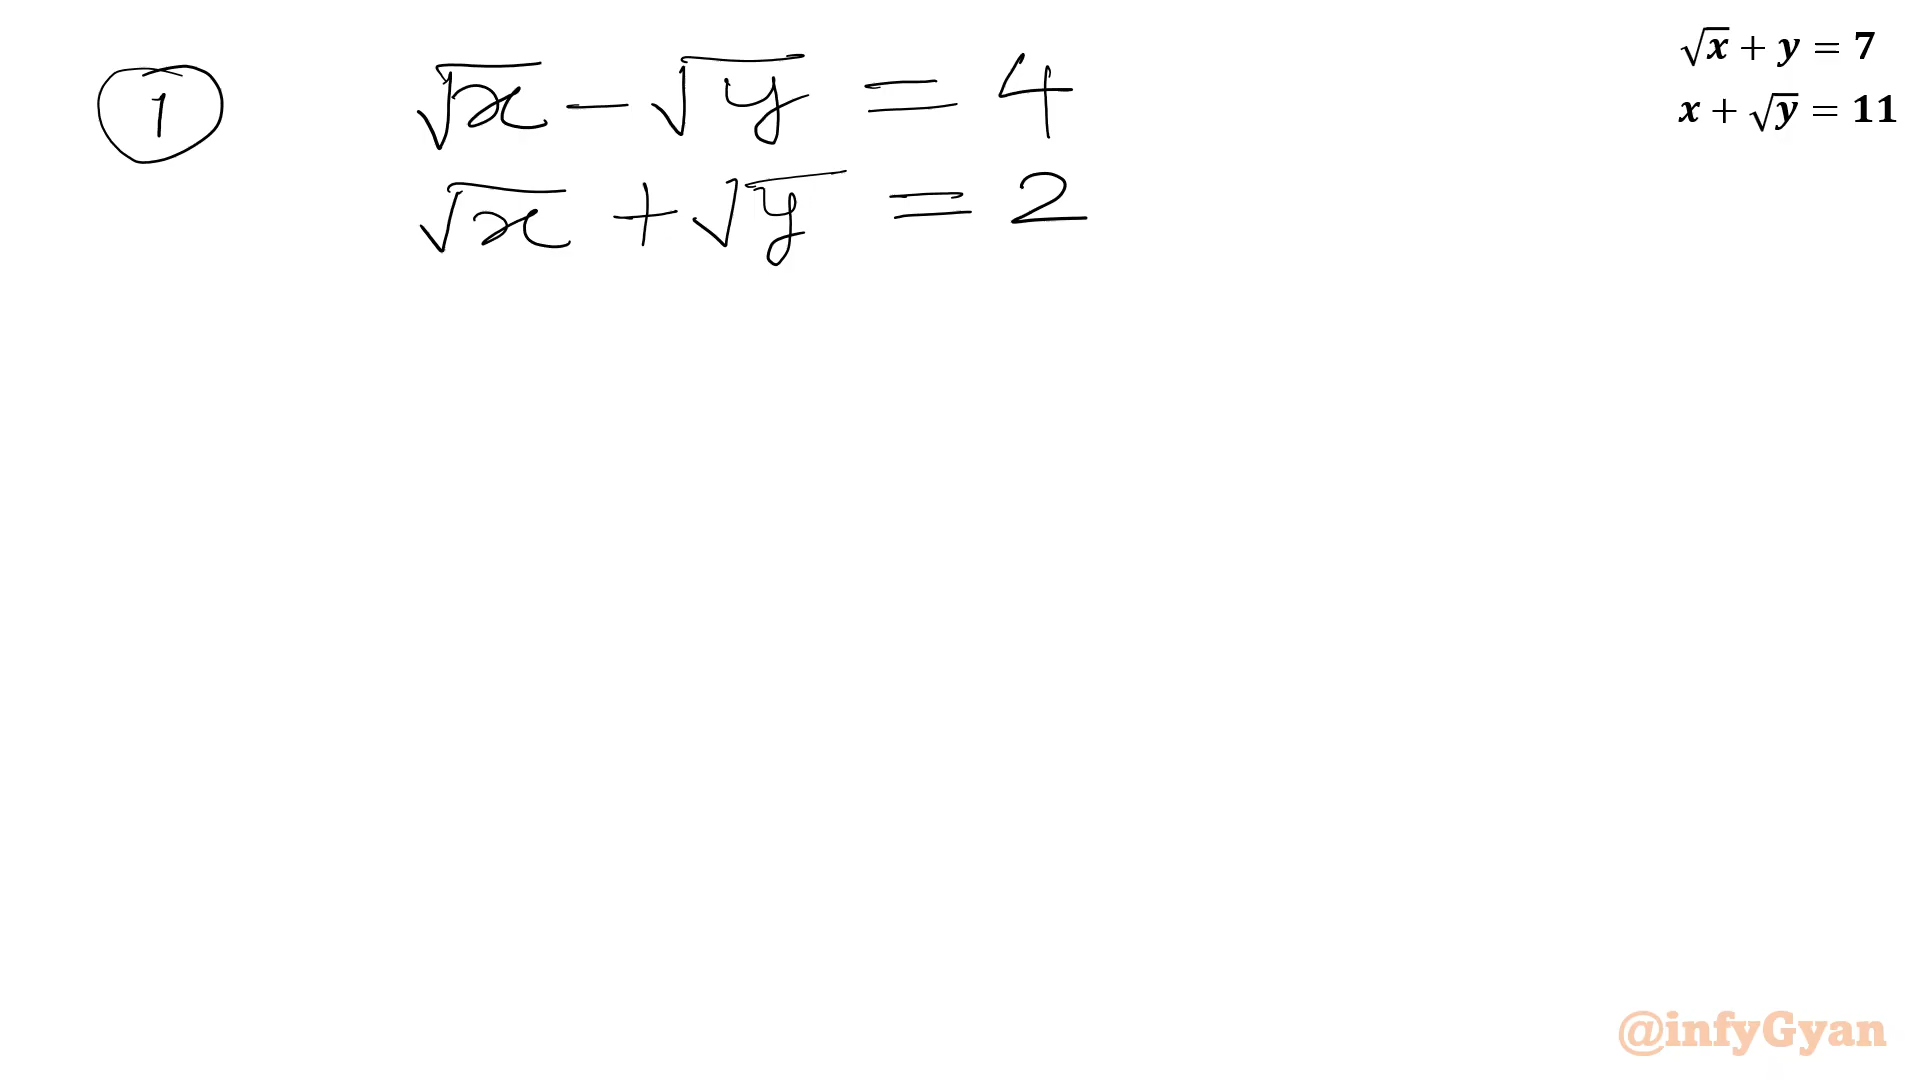 ① √x − √y = 4
√x + √y = 2
√x + y = 7
x + √y = 11
@infyGyan